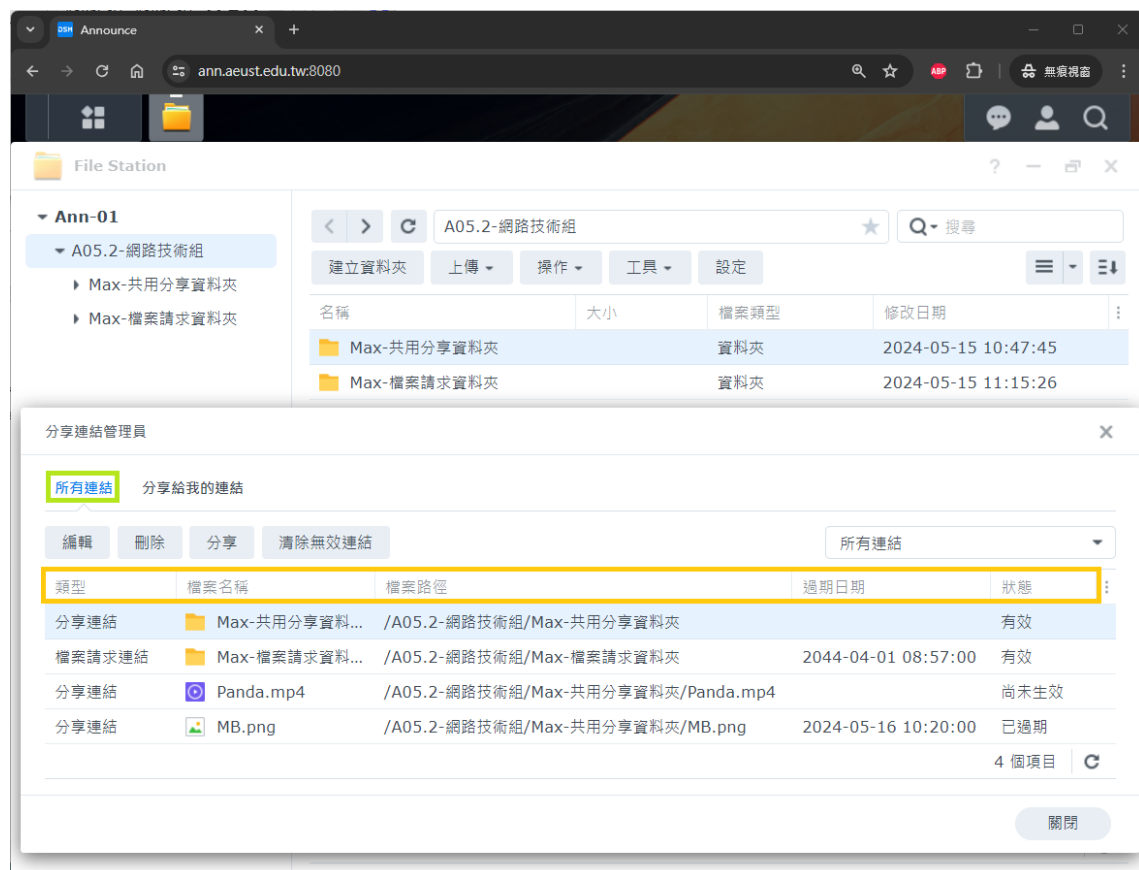 DSM Announce
ann.aeust.edu.tw:8080 ABP 無痕視窗
File Station
Ann-01
A05.2-網路技術組
Max-共用分享資料夾
Max-檔案請求資料夾
A05.2-網路技術組 搜尋
建立資料夾 上傳 操作 工具 設定
名稱 大小 檔案類型 修改日期
Max-共用分享資料夾 資料夾 2024-05-15 10:47:45
Max-檔案請求資料夾 資料夾 2024-05-15 11:15:26
分享連結管理員
所有連結 分享給我的連結
編輯 刪除 分享 清除無效連結 所有連結
類型 檔案名稱 檔案路徑 過期日期 狀態
分享連結 Max-共用分享資料... /A05.2-網路技術組/Max-共用分享資料夾 有效
檔案請求連結 Max-檔案請求資料... /A05.2-網路技術組/Max-檔案請求資料夾 2044-04-01 08:57:00 有效
分享連結 Panda.mp4 /A05.2-網路技術組/Max-共用分享資料夾/Panda.mp4 尚未生效
分享連結 MB.png /A05.2-網路技術組/Max-共用分享資料夾/MB.png 2024-05-16 10:20:00 已過期
4 個項目
關閉